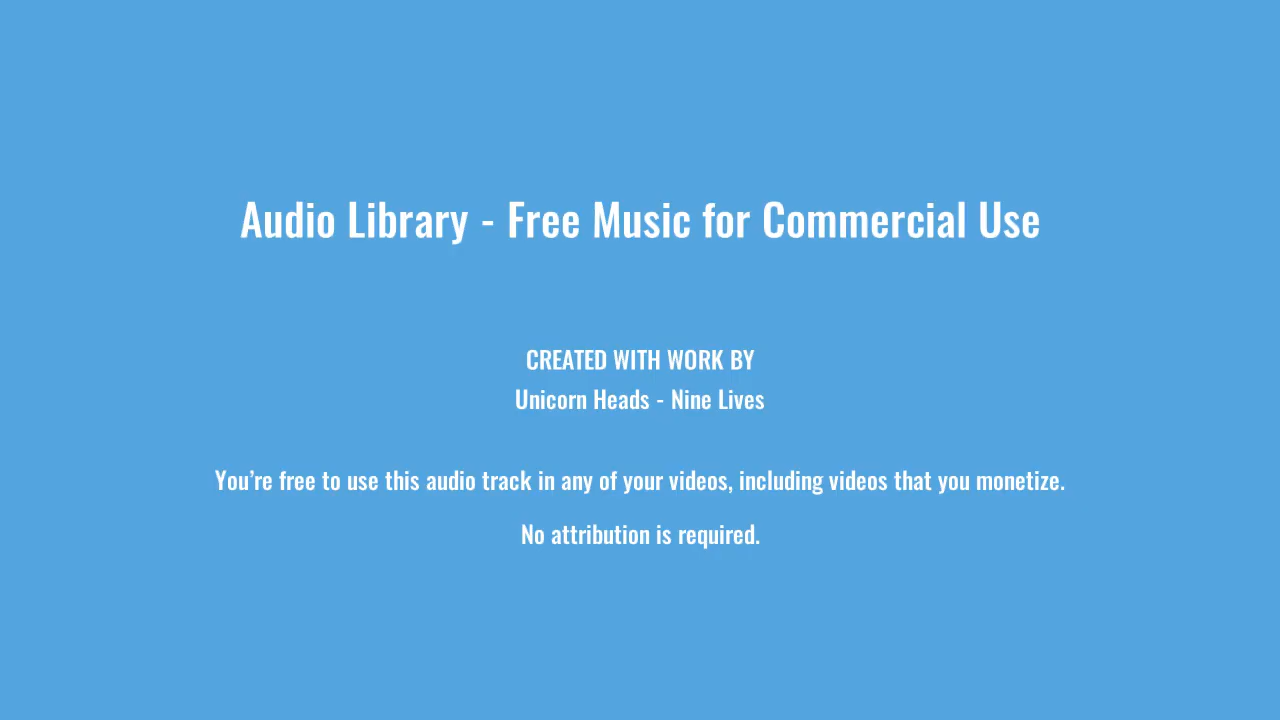 Audio Library - Free Music for Commercial Use
CREATED WITH WORK BY
Unicorn Heads - Nine Lives
You’re free to use this audio track in any of your videos, including videos that you monetize.
No attribution is required.